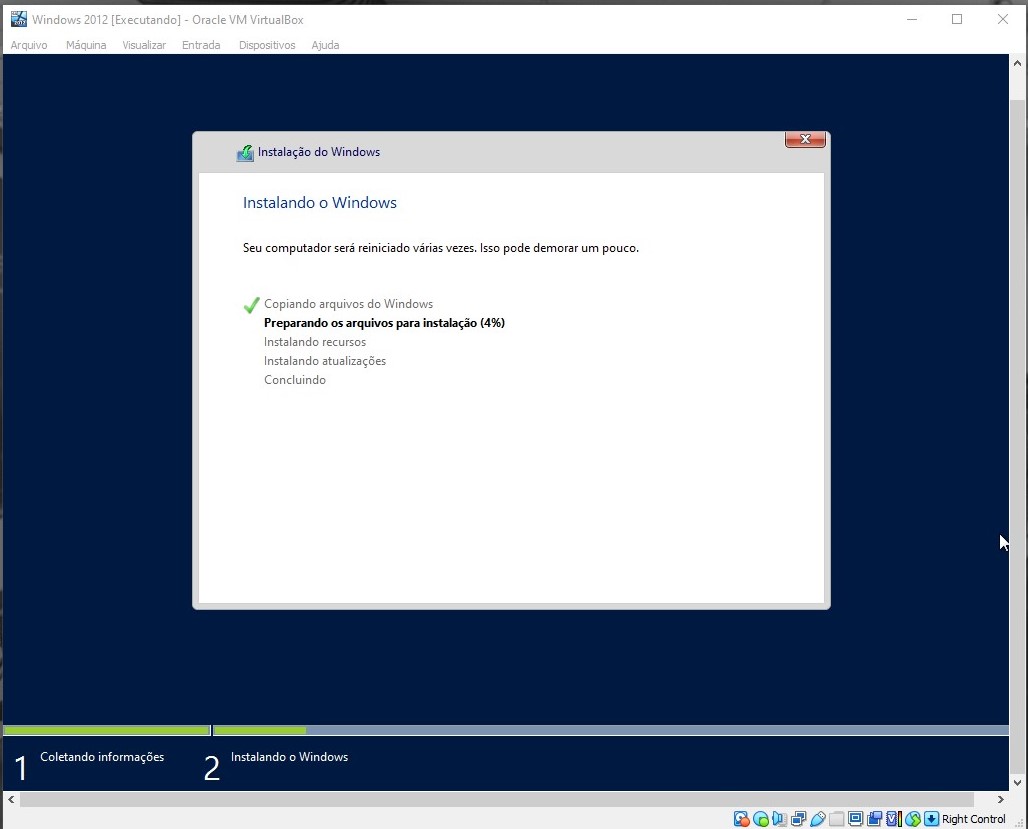 Windows 2012 [Executando] - Oracle VM VirtualBox
Arquivo Máquina Visualizar Entrada Dispositivos Ajuda
Instalação do Windows
Instalando o Windows
Seu computador será reiniciado várias vezes. Isso pode demorar um pouco.
Copiando arquivos do Windows
Preparando os arquivos para instalação (4%)
Instalando recursos
Instalando atualizações
Concluindo
1 Coletando informações 2 Instalando o Windows
Right Control